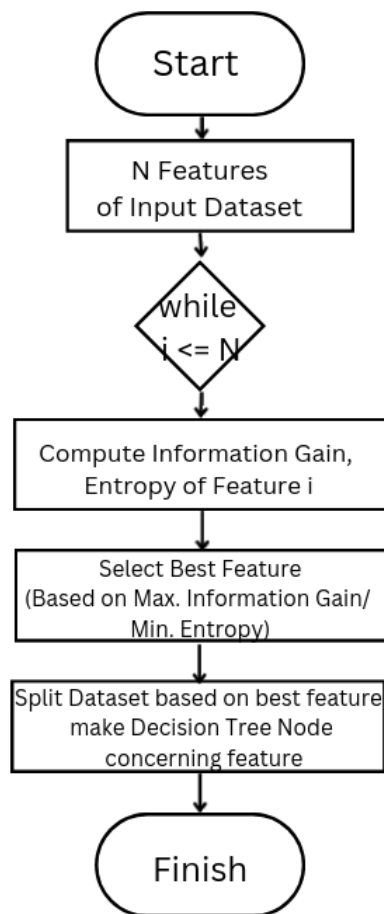 Start
N Features
of Input Dataset
while
i <= N
Compute Information Gain,
Entropy of Feature i
Select Best Feature
(Based on Max. Information Gain/
Min. Entropy)
Split Dataset based on best feature
make Decision Tree Node
concerning feature
Finish